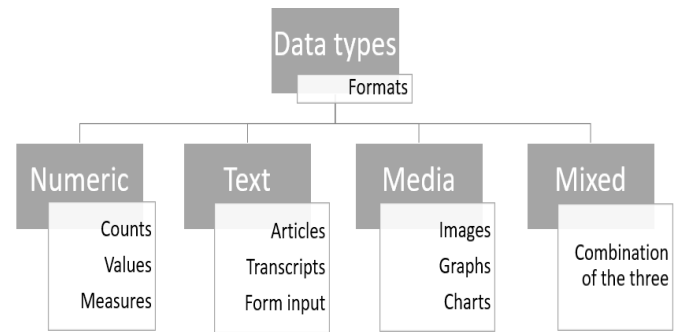 Data types
Formats
Numeric
Counts
Values
Measures
Text
Articles
Transcripts
Form input
Media
Images
Graphs
Charts
Mixed
Combination
of the three